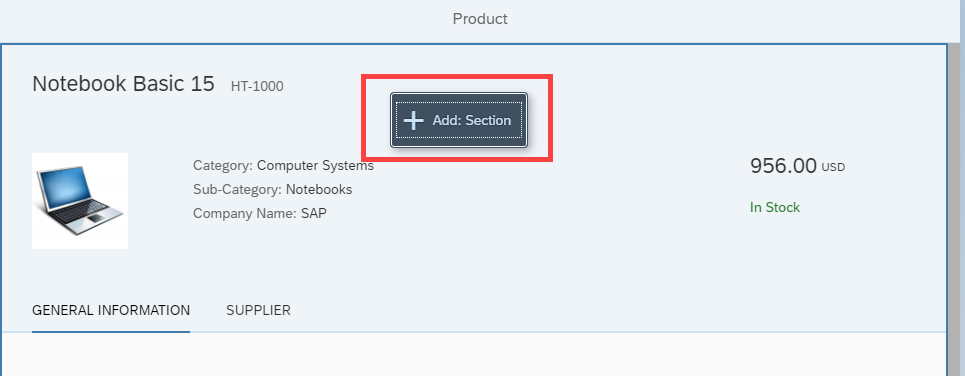 Product
Notebook Basic 15 HT-1000
Add: Section
Category: Computer Systems
Sub-Category: Notebooks
Company Name: SAP
956.00 USD
In Stock
GENERAL INFORMATION SUPPLIER